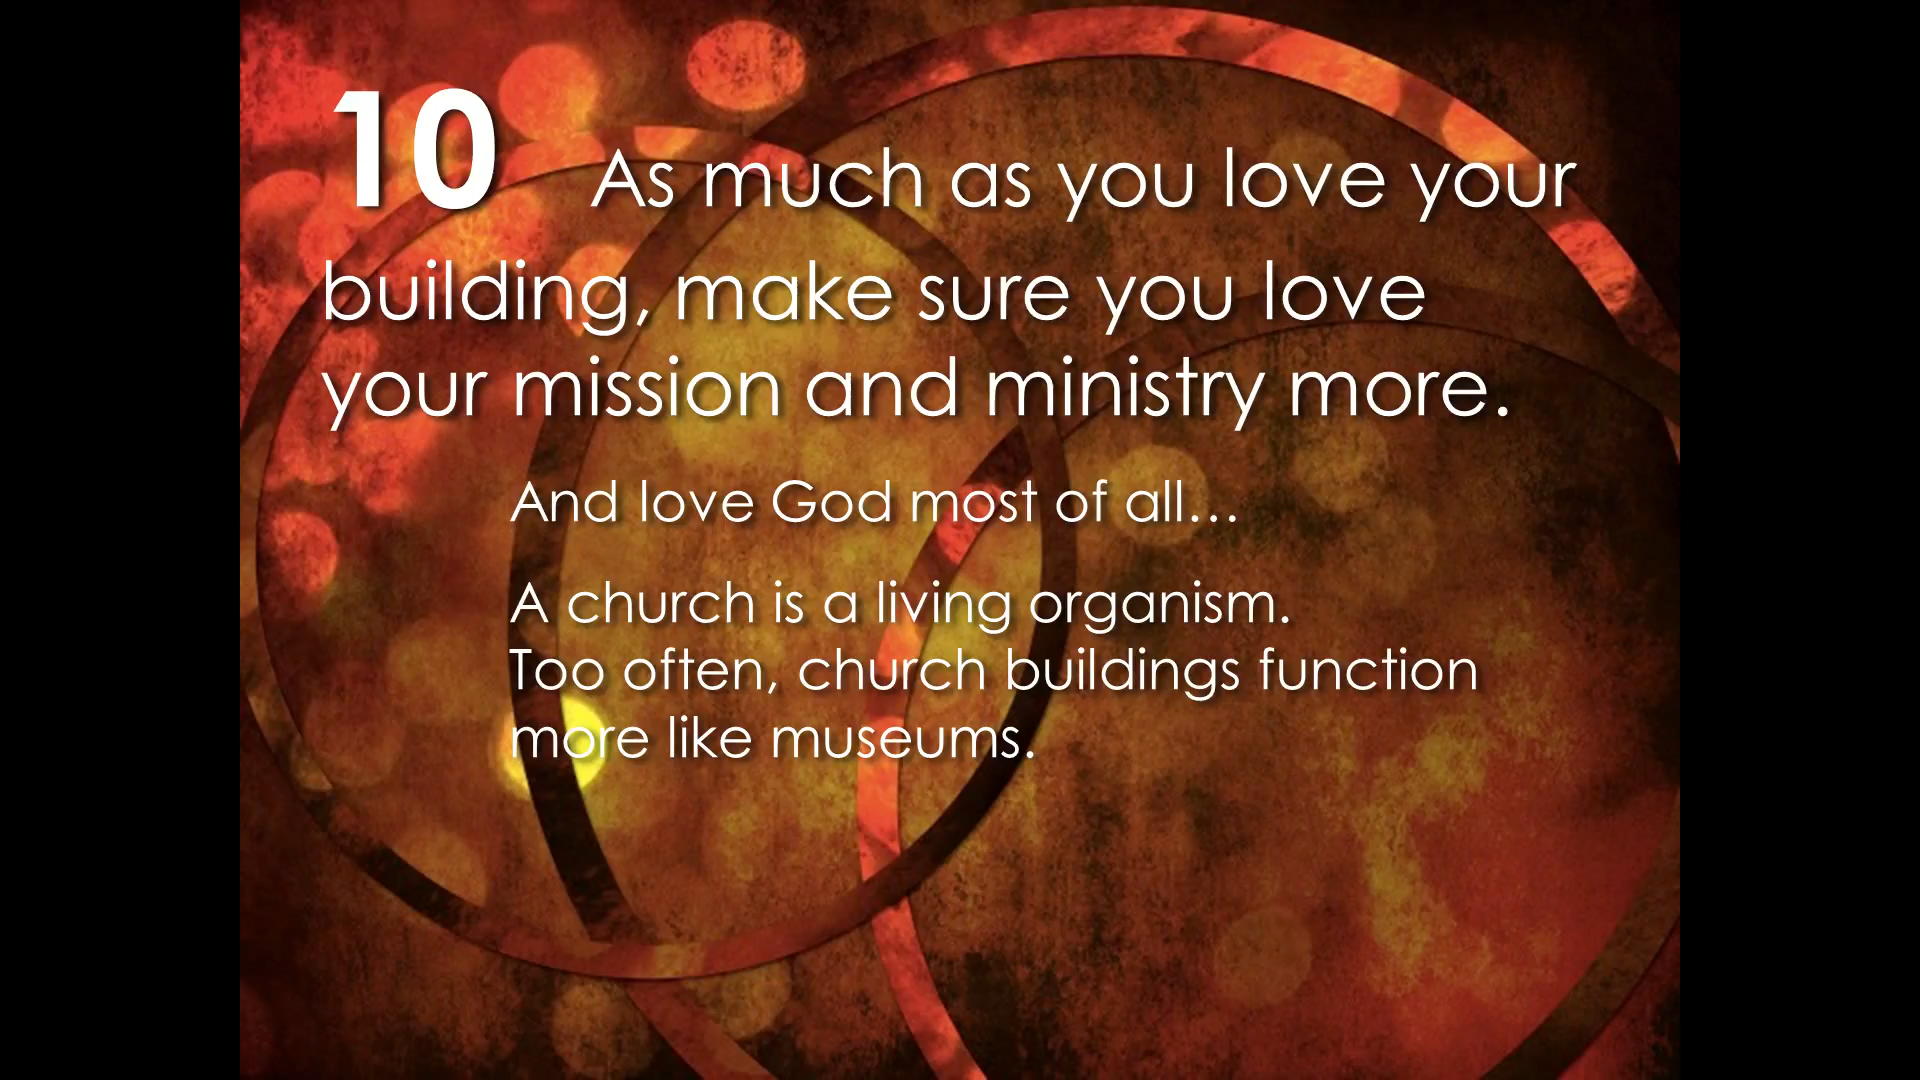 10 As much as you love your
building, make sure you love
your mission and ministry more.
And love God most of all…
A church is a living organism.
Too often, church buildings function
more like museums.